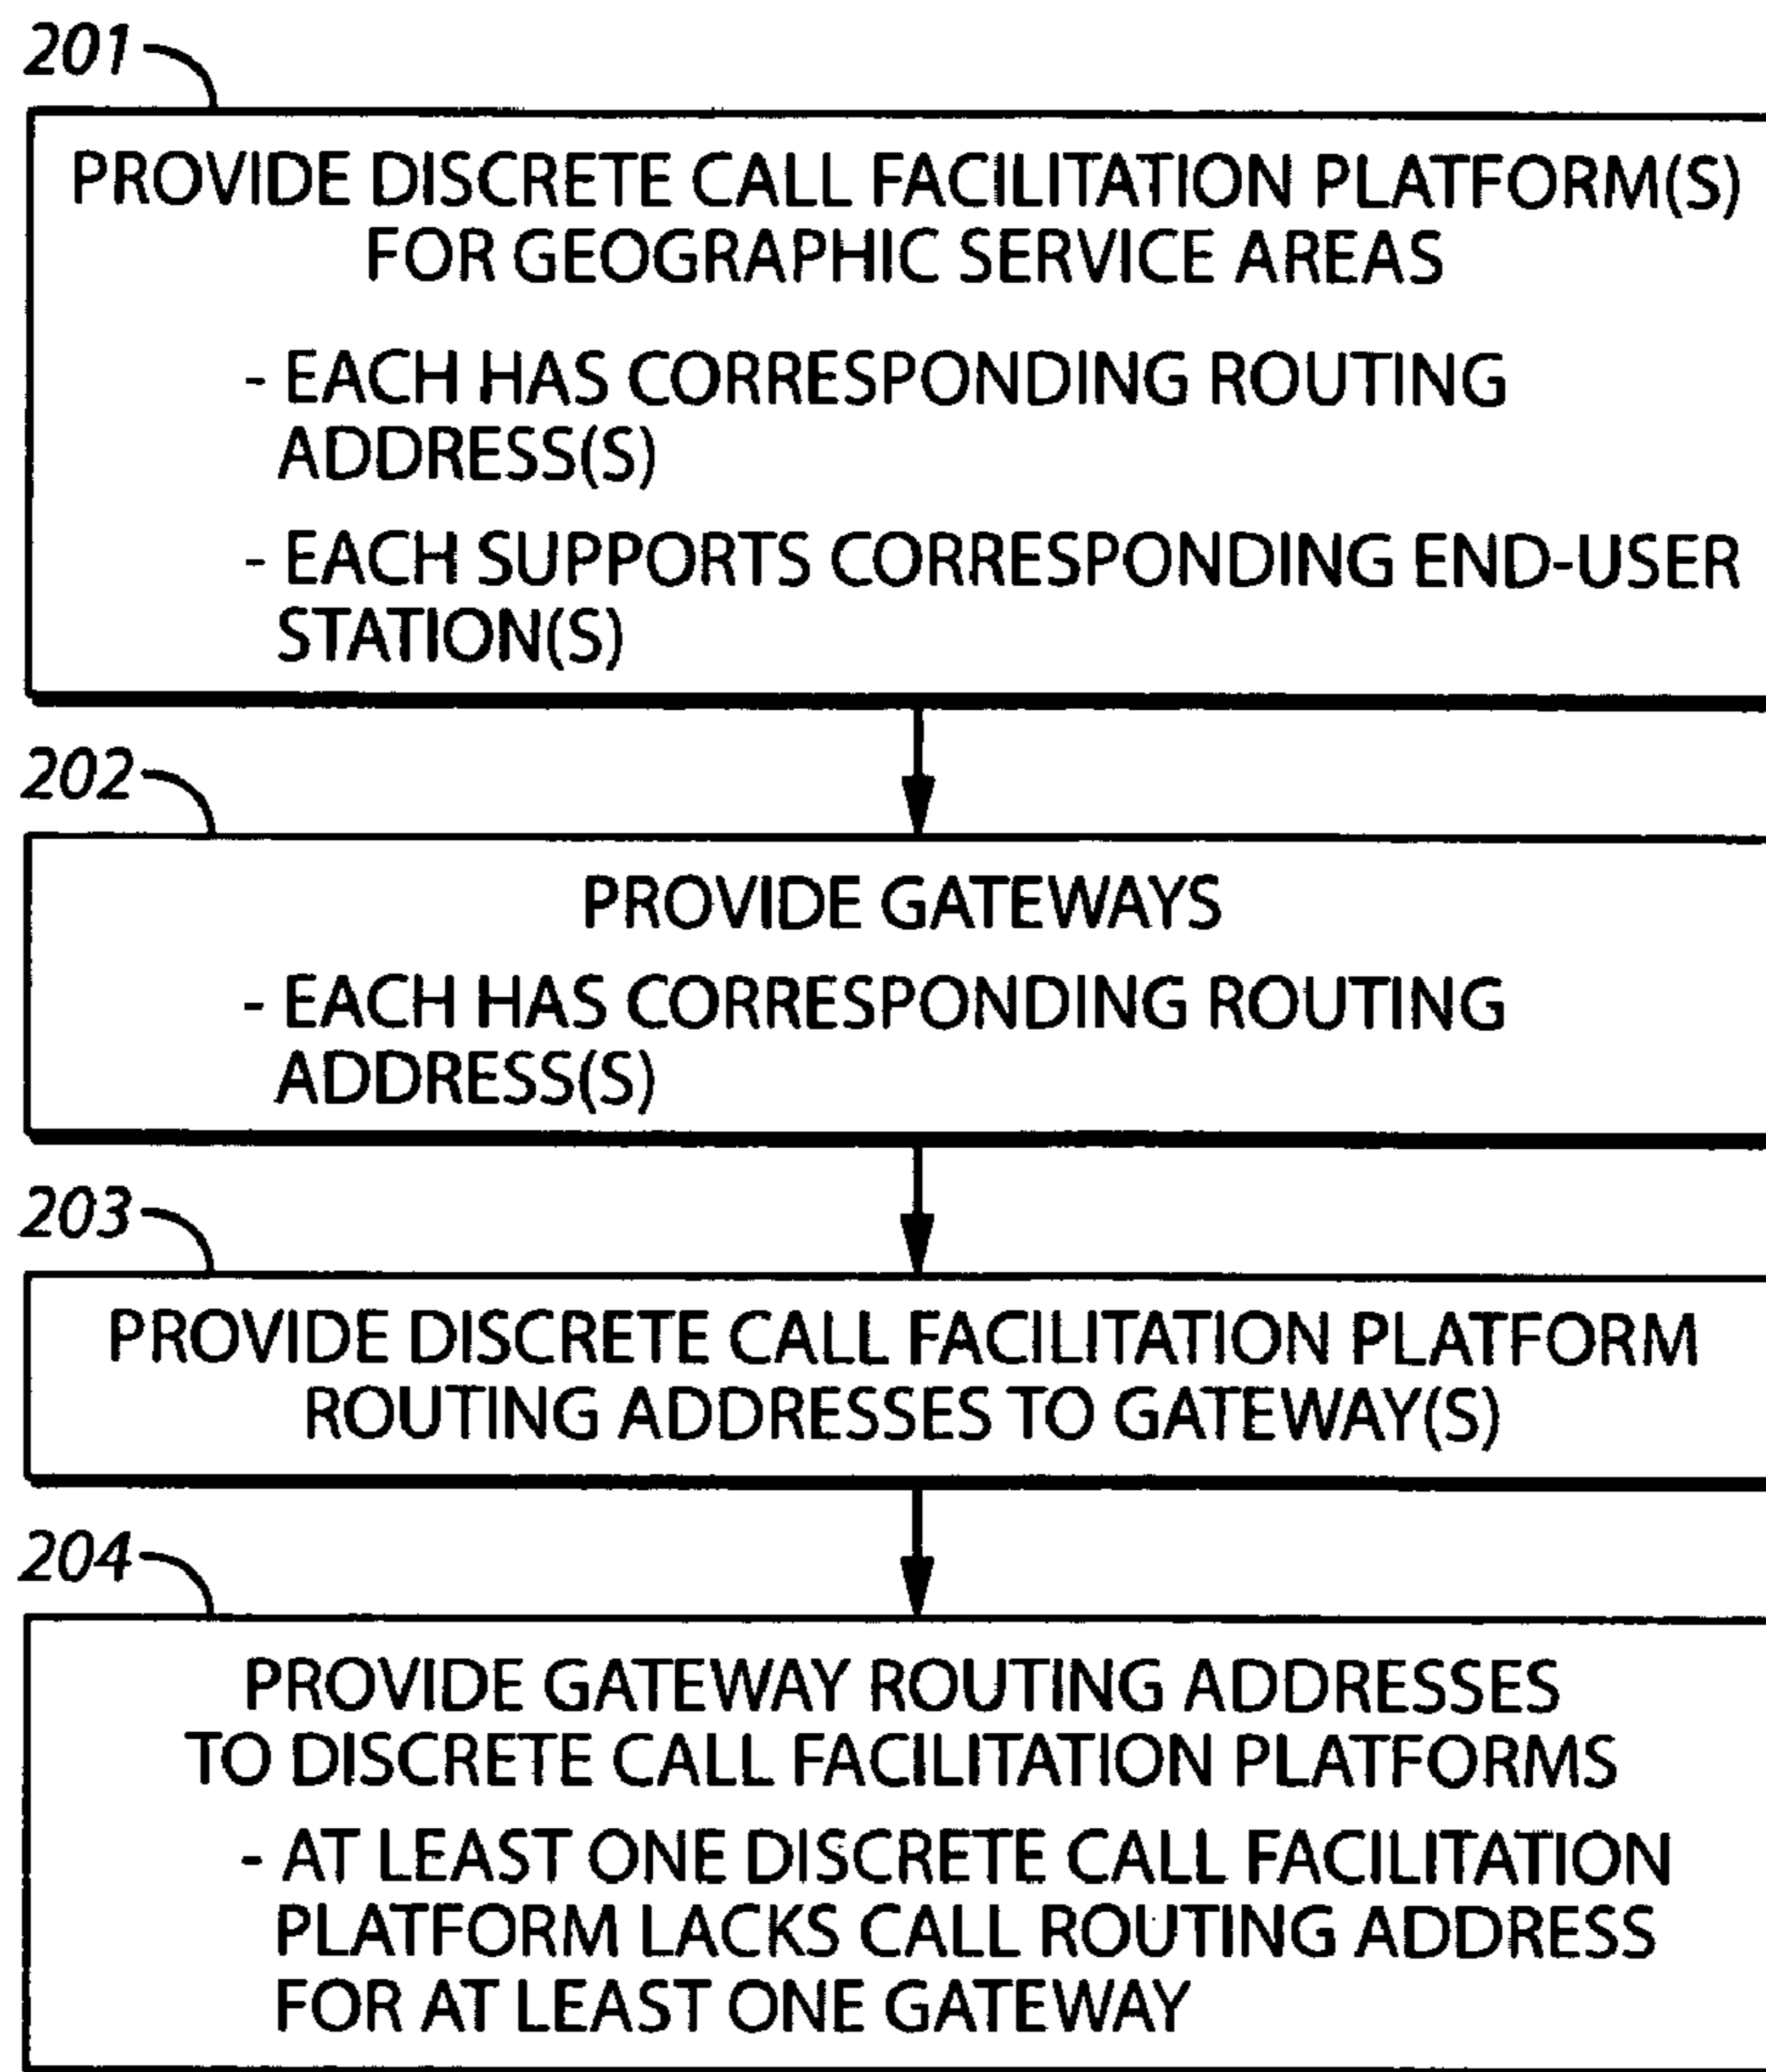 201
PROVIDE DISCRETE CALL FACILITATION PLATFORM(S)
FOR GEOGRAPHIC SERVICE AREAS
- EACH HAS CORRESPONDING ROUTING
ADDRESS(S)
- EACH SUPPORTS CORRESPONDING END-USER
STATION(S)
202
PROVIDE GATEWAYS
- EACH HAS CORRESPONDING ROUTING
ADDRESS(S)
203
PROVIDE DISCRETE CALL FACILITATION PLATFORM
ROUTING ADDRESSES TO GATEWAY(S)
204
PROVIDE GATEWAY ROUTING ADDRESSES
TO DISCRETE CALL FACILITATION PLATFORMS
- AT LEAST ONE DISCRETE CALL FACILITATION
PLATFORM LACKS CALL ROUTING ADDRESS
FOR AT LEAST ONE GATEWAY